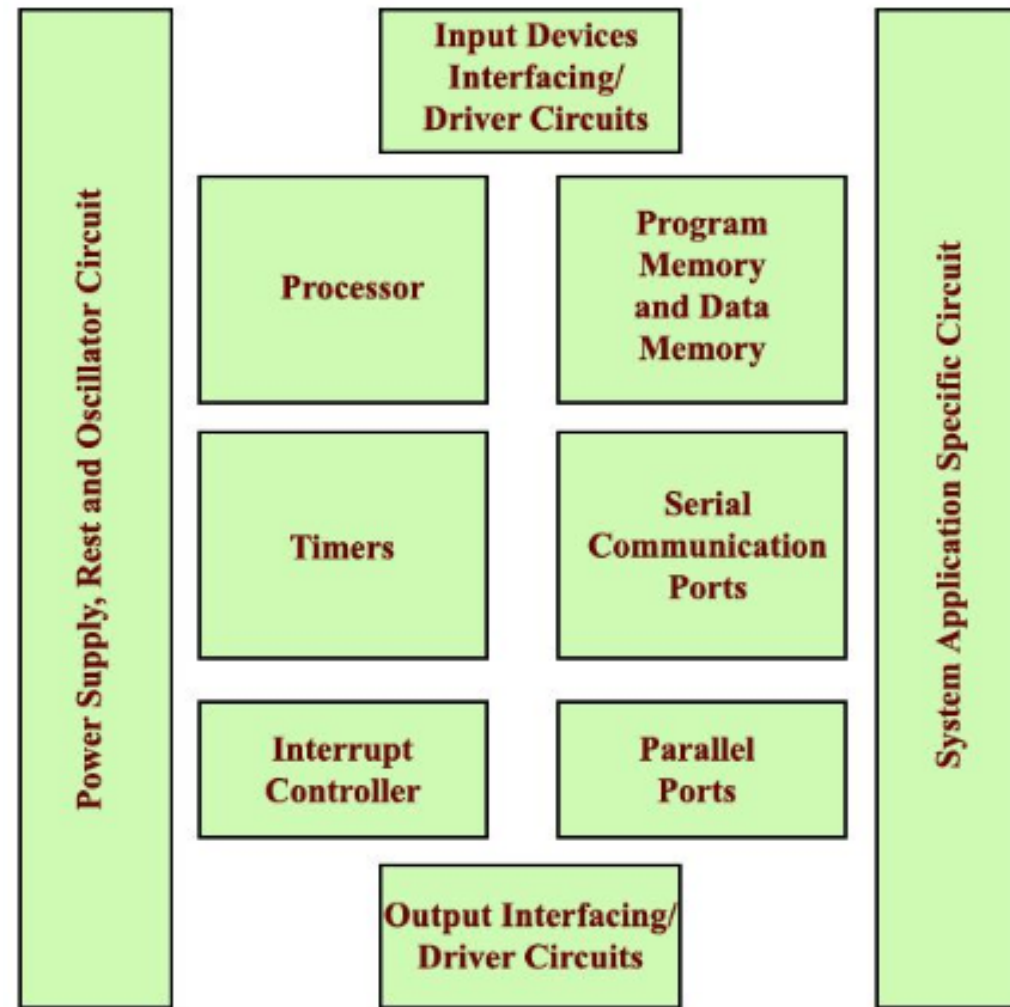 Input Devices
Interfacing/
Driver Circuits
Power Supply, Rest and Oscillator Circuit
Processor
Program
Memory
and Data
Memory
System Application Specific Circuit
Timers
Serial
Communication
Ports
Interrupt
Controller
Parallel
Ports
Output Interfacing/
Driver Circuits